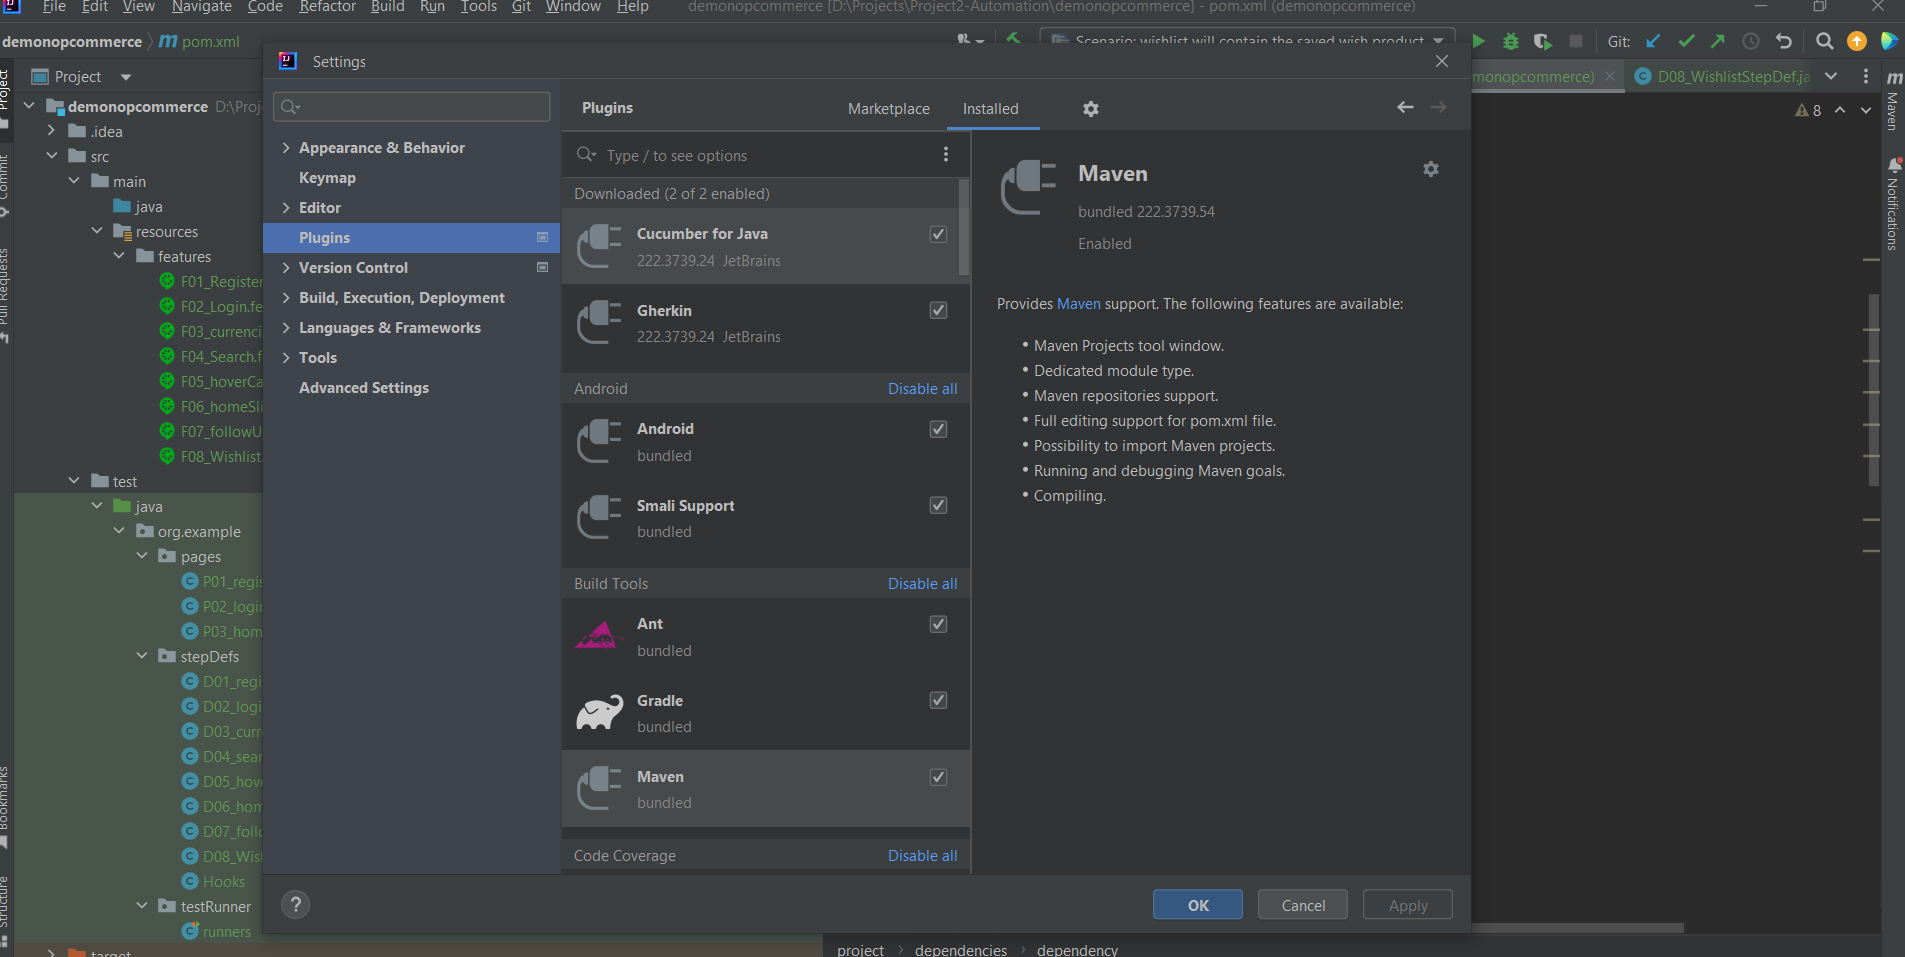 File Edit View Navigate Code Refactor Build Run Tools Git Window Help demonopcommerce [D:\Projects\Project2-Automation\demonopcommerce] - pom.xml (demonopcommerce)
demonopcommerce m pom.xml
Scenario: wishlist will contain the saved wish product
Git:
Project
monopcommerce)
D08_WishlistStepDef.ja
8
Project
Commit
Pull Requests
Bookmarks
Structure
m Maven
Notifications
demonopcommerce D:\Proj
.idea
src
main
java
resources
features
F01_Register
F02_Login.fe
F03_currenci
F04_Search.f
F05_hoverCa
F06_homeSli
F07_followU
F08_Wishlist.
test
java
org.example
pages
P01_regis
P02_login
P03_hom
stepDefs
D01_regi
D02_logi
D03_curr
D04_sear
D05_hov
D06_hom
D07_follo
D08_Wisl
Hooks
testRunner
runners
target
Settings
Appearance & Behavior
Keymap
Editor
Plugins
Version Control
Build, Execution, Deployment
Languages & Frameworks
Tools
Advanced Settings
Plugins Marketplace Installed
Type / to see options
Downloaded (2 of 2 enabled)
Cucumber for Java
222.3739.24 JetBrains
Gherkin
222.3739.24 JetBrains
Android Disable all
Android
bundled
Smali Support
bundled
Build Tools Disable all
Ant
bundled
Gradle
bundled
Maven
bundled
Code Coverage Disable all
Maven
bundled 222.3739.54
Enabled
Provides Maven support. The following features are available:
• Maven Projects tool window.
• Dedicated module type.
• Maven repositories support.
• Full editing support for pom.xml file.
• Possibility to import Maven projects.
• Running and debugging Maven goals.
• Compiling.
? OK Cancel Apply
project › dependencies › dependency